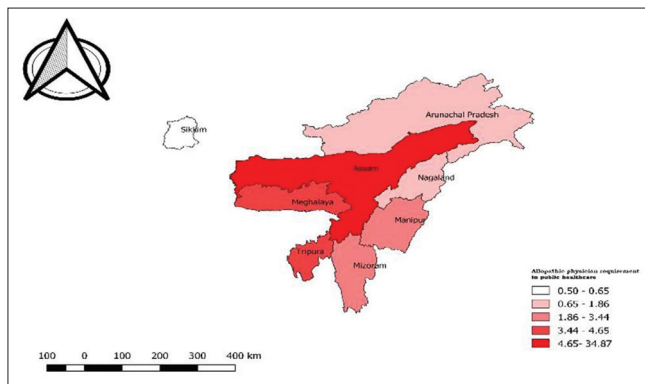 Arunachal Pradesh
Sikkim
Assam
Nagaland
Meghalaya
Manipur
Tripura
Mizoram
Allopathic physician requirement
in public healthcare
0.50 - 0.65
0.65 - 1.86
1.86 - 3.44
3.44 - 4.65
4.65- 34.87
100 0 100 200 300 400 km